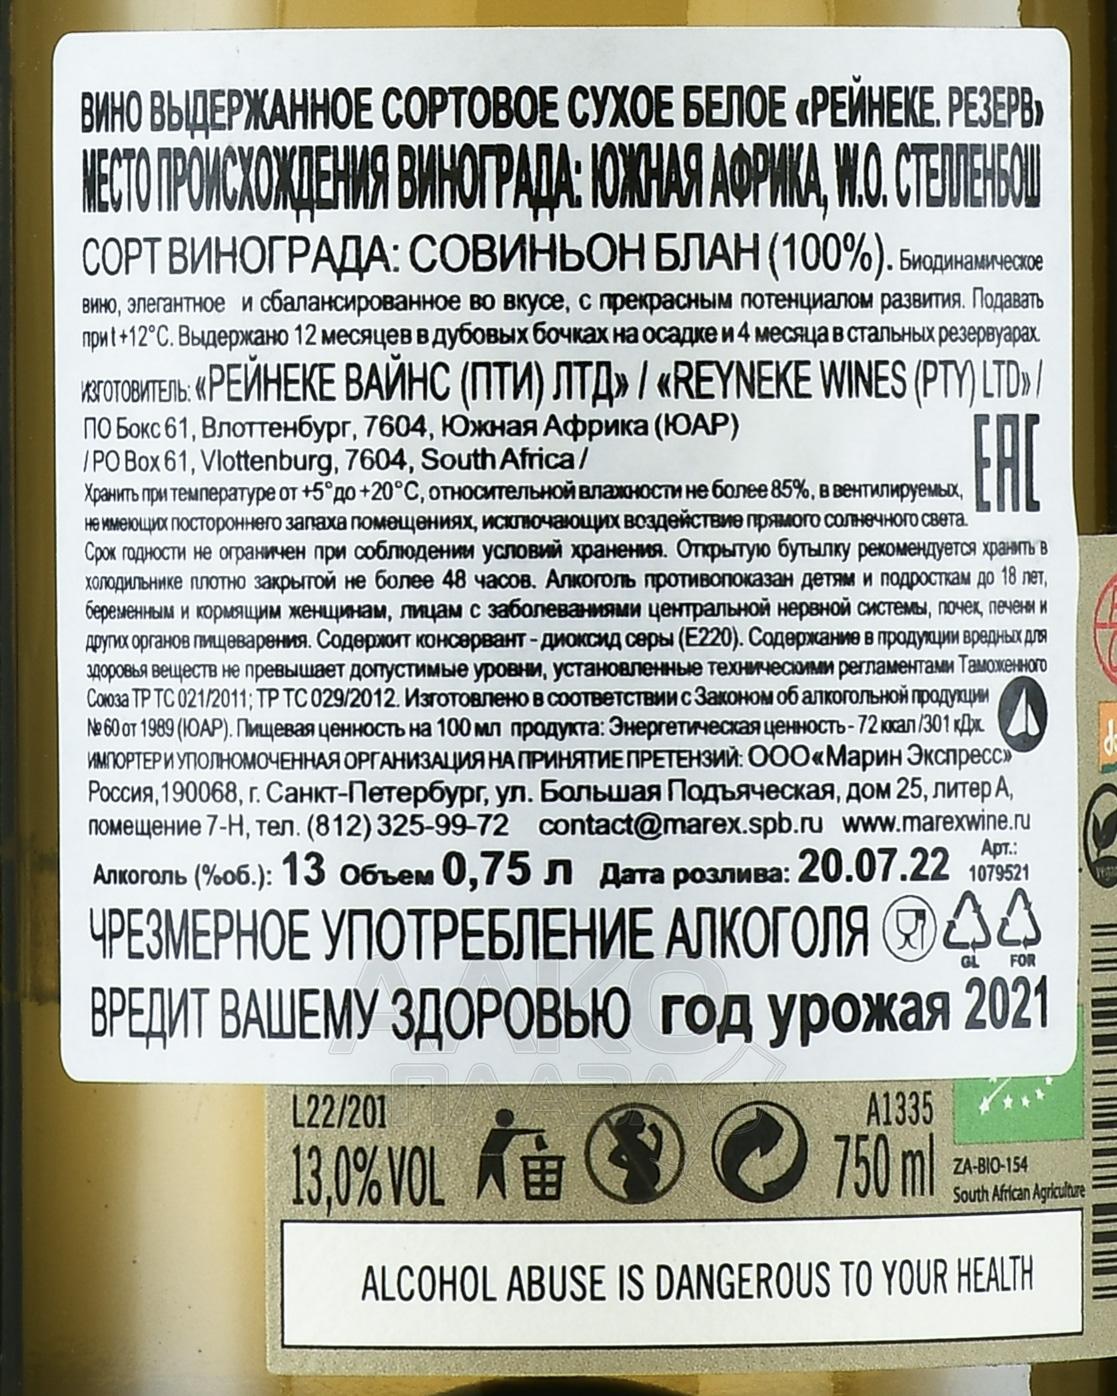 ВИНО ВЫДЕРЖАННОЕ СОРТОВОЕ СУХОЕ БЕЛОЕ «РЕЙНЕКЕ. РЕЗЕРВ»
МЕСТО ПРОИСХОЖДЕНИЯ ВИНОГРАДА: ЮЖНАЯ АФРИКА, W.O. СТЕЛЛЕНБОШ
СОРТ ВИНОГРАДА: СОВИНЬОН БЛАН (100%). Биодинамическое
вино, элегантное и сбалансированное во вкусе, с прекрасным потенциалом развития. Подавать
при t +12°C. Выдержано 12 месяцев в дубовых бочках на осадке и 4 месяца в стальных резервуарах.
ИЗГОТОВИТЕЛЬ: «РЕЙНЕКЕ ВАЙНС (ПТИ) ЛТД» / «REYNEKE WINES (PTY) LTD» /
ПО Бокс 61, Влоттенбург, 7604, Южная Африка (ЮАР)
/ PO Box 61, Vlottenburg, 7604, South Africa /
EAC
Хранить при температуре от +5° до +20°C, относительной влажности не более 85%, в вентилируемых,
не имеющих постороннего запаха помещениях, исключающих воздействие прямого солнечного света.
Срок годности не ограничен при соблюдении условий хранения. Открытую бутылку рекомендуется хранить в
холодильнике плотно закрытой не более 48 часов. Алкоголь противопоказан детям и подросткам до 18 лет,
беременным и кормящим женщинам, лицам с заболеваниями центральной нервной системы, почек, печени и
других органов пищеварения. Содержит консервант - диоксид серы (Е220). Содержание в продукции вредных для
здоровья веществ не превышает допустимые уровни, установленные техническими регламентами Таможенного
Союза ТР ТС 021/2011; ТР ТС 029/2012. Изготовлено в соответствии с Законом об алкогольной продукции
№ 60 от 1989 (ЮАР). Пищевая ценность на 100 мл продукта: Энергетическая ценность - 72 ккал /301 кДж.
ИМПОРТЕР И УПОЛНОМОЧЕННАЯ ОРГАНИЗАЦИЯ НА ПРИНЯТИЕ ПРЕТЕНЗИЙ: ООО «Марин Экспресс»
Россия, 190068, г. Санкт-Петербург, ул. Большая Подъяческая, дом 25, литер А,
помещение 7-Н, тел. (812) 325-99-72 contact@marex.spb.ru www.marexwine.ru
Алкоголь (%об.): 13 Объем 0,75 л Дата розлива: 20.07.22 Арт.:
1079521
ЧРЕЗМЕРНОЕ УПОТРЕБЛЕНИЕ АЛКОГОЛЯ
GL FOR
ВРЕДИТ ВАШЕМУ ЗДОРОВЬЮ год урожая 2021
АЛКО
ПЛАЗА
L22/201
13,0% VOL
A1335
750 ml
ZA-BIO-154
South African Agriculture
ALCOHOL ABUSE IS DANGEROUS TO YOUR HEALTH